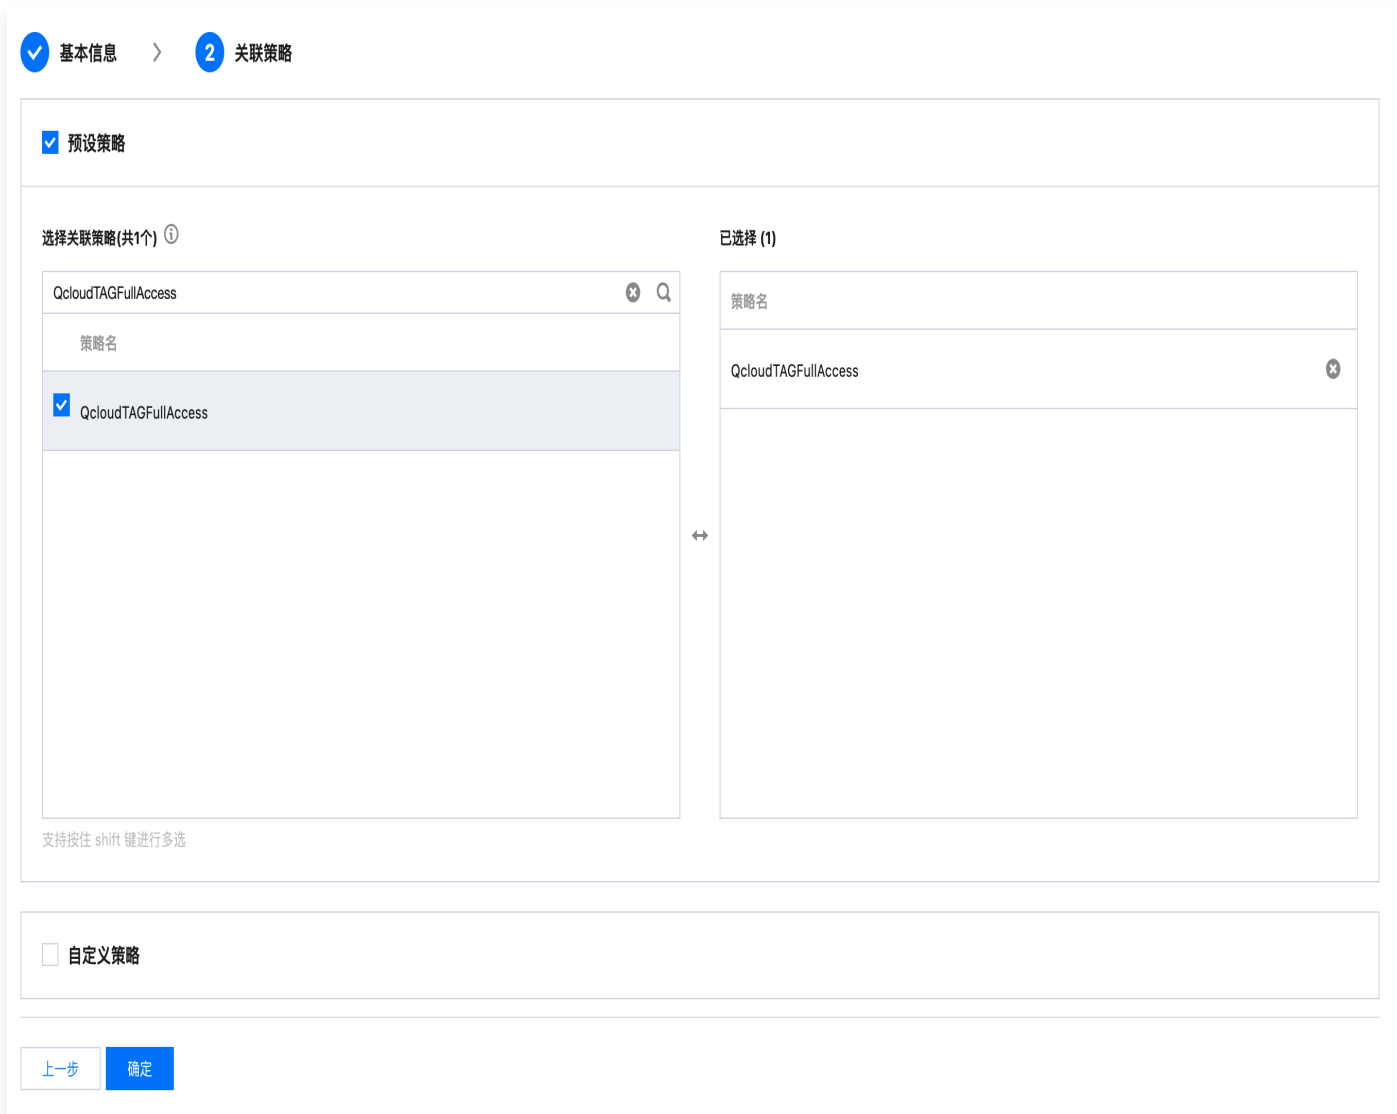 基本信息
2 关联策略
预设策略
选择关联策略(共1个)
已选择 (1)
QcloudTAGFullAccess
策略名
QcloudTAGFullAccess
策略名
QcloudTAGFullAccess
支持按住 shift 键进行多选
自定义策略
上一步
确定